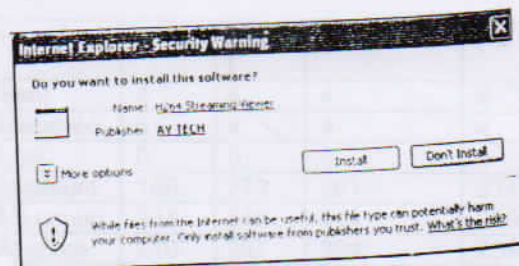 Internet Explorer - Security Warning
Do you want to install this software?
Name: H264 Streaming Viewer
Publisher: AY TECH
More options
Install
Don't Install
While files from the Internet can be useful, this file type can potentially harm
your computer. Only install software from publishers you trust. What's the risk?